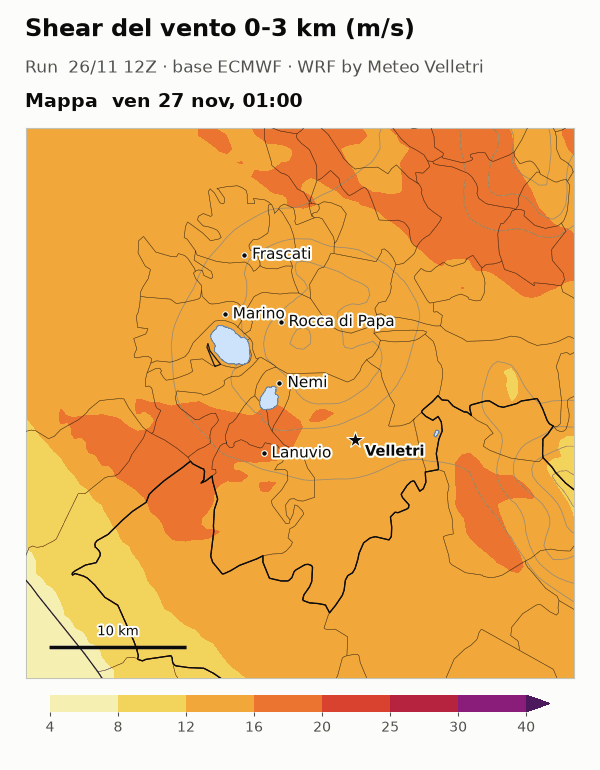 Shear del vento 0-3 km (m/s)
Run  26/11 12Z · base ECMWF · WRF by Meteo Velletri
Mappa  ven 27 nov, 01:00
Frascati
Marino
Rocca di Papa
Nemi
Velletri
Lanuvio
10 km
4 8 12 16 20 25 30 40